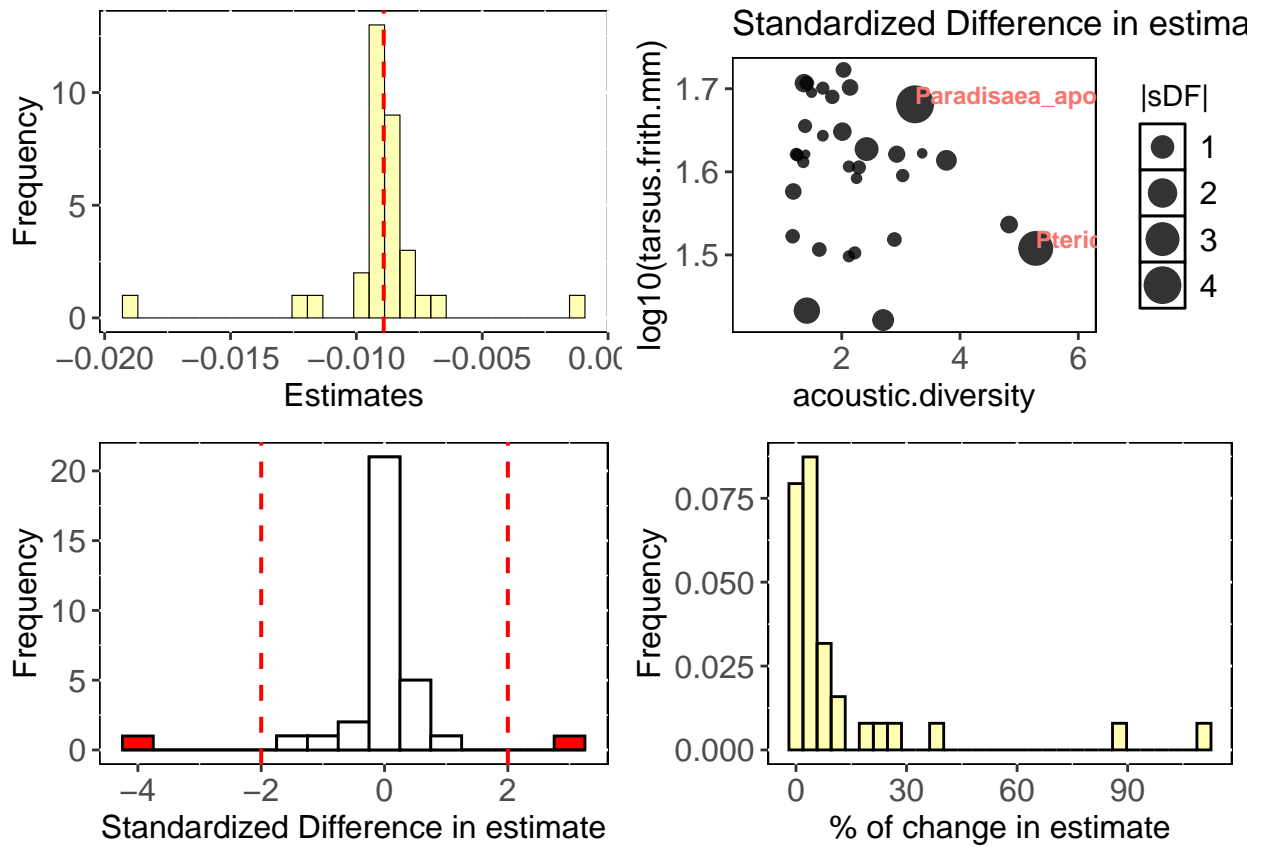 Frequency
10
5
0
−0.020
−0.015
−0.010
−0.005
0.00
Estimates
Standardized Difference in estima
log10(tarsus.frith.mm)
1.7
1.6
1.5
Paradisaea_apo
Pteric
2
4
6
acoustic.diversity
|sDF|
1
2
3
4
Frequency
20
15
10
5
0
−4
−2
0
2
Standardized Difference in estimate
Frequency
0.075
0.050
0.025
0.000
0
30
60
90
% of change in estimate